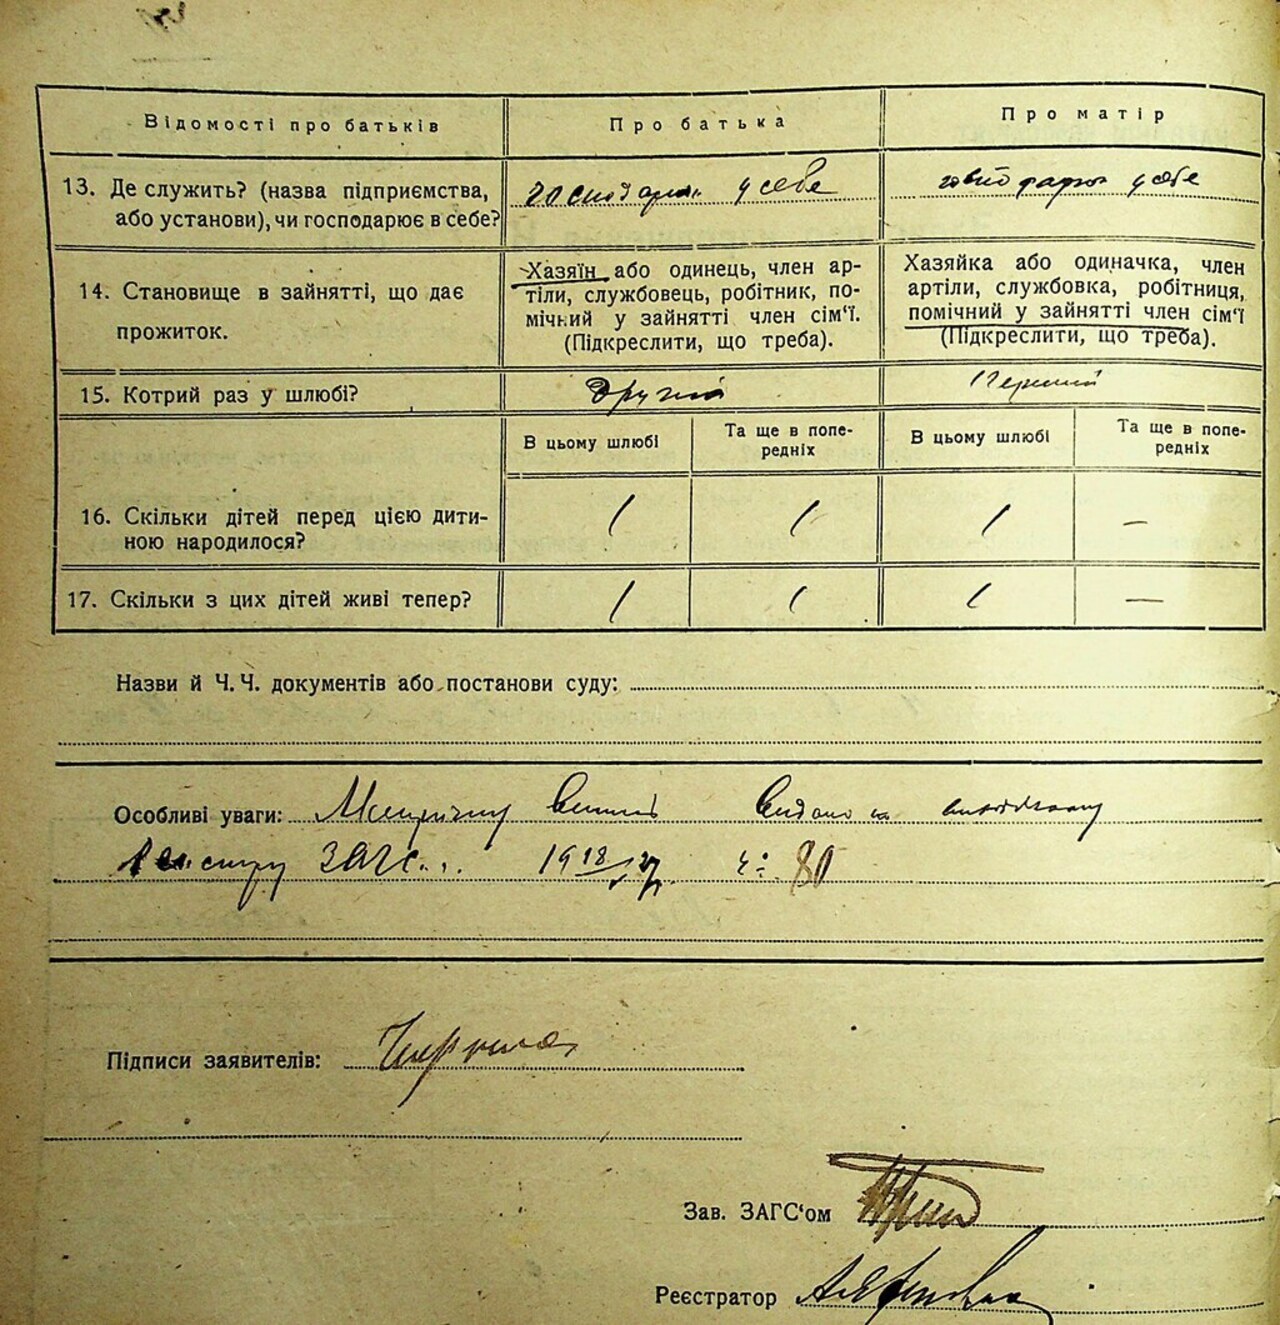 Відомості про батьків
Про батька
Про матір
13. Де служить? (назва підприємства,
або установи), чи господарює в себе?
господарює у себе
господарює у себе
14. Становище в зайнятті, що дає
прожиток.
Хазяїн або одинець, член ар-
тілі, службовець, робітник, по-
мічний у зайнятті член сім'ї.
(Підкреслити, що треба).
Хазяйка або одиначка, член
артілі, службовка, робітниця,
помічний у зайнятті член сім'ї
(Підкреслити, що треба).
15. Котрий раз у шлюбі?
Другий
Перший
В цьому шлюбі
Та ще в попе-
редніх
В цьому шлюбі
Та ще в попе-
редніх
16. Скільки дітей перед цією дити-
ною народилося?
1 1 1 —
17. Скільки з цих дітей живі тепер?
1 1 1 —
Назви й Ч.Ч. документів або постанови суду:
Особливі уваги: Метричну Видано
ЗАГС 1918 80
Підписи заявителів:
Зав. ЗАГС'ом
Реєстратор